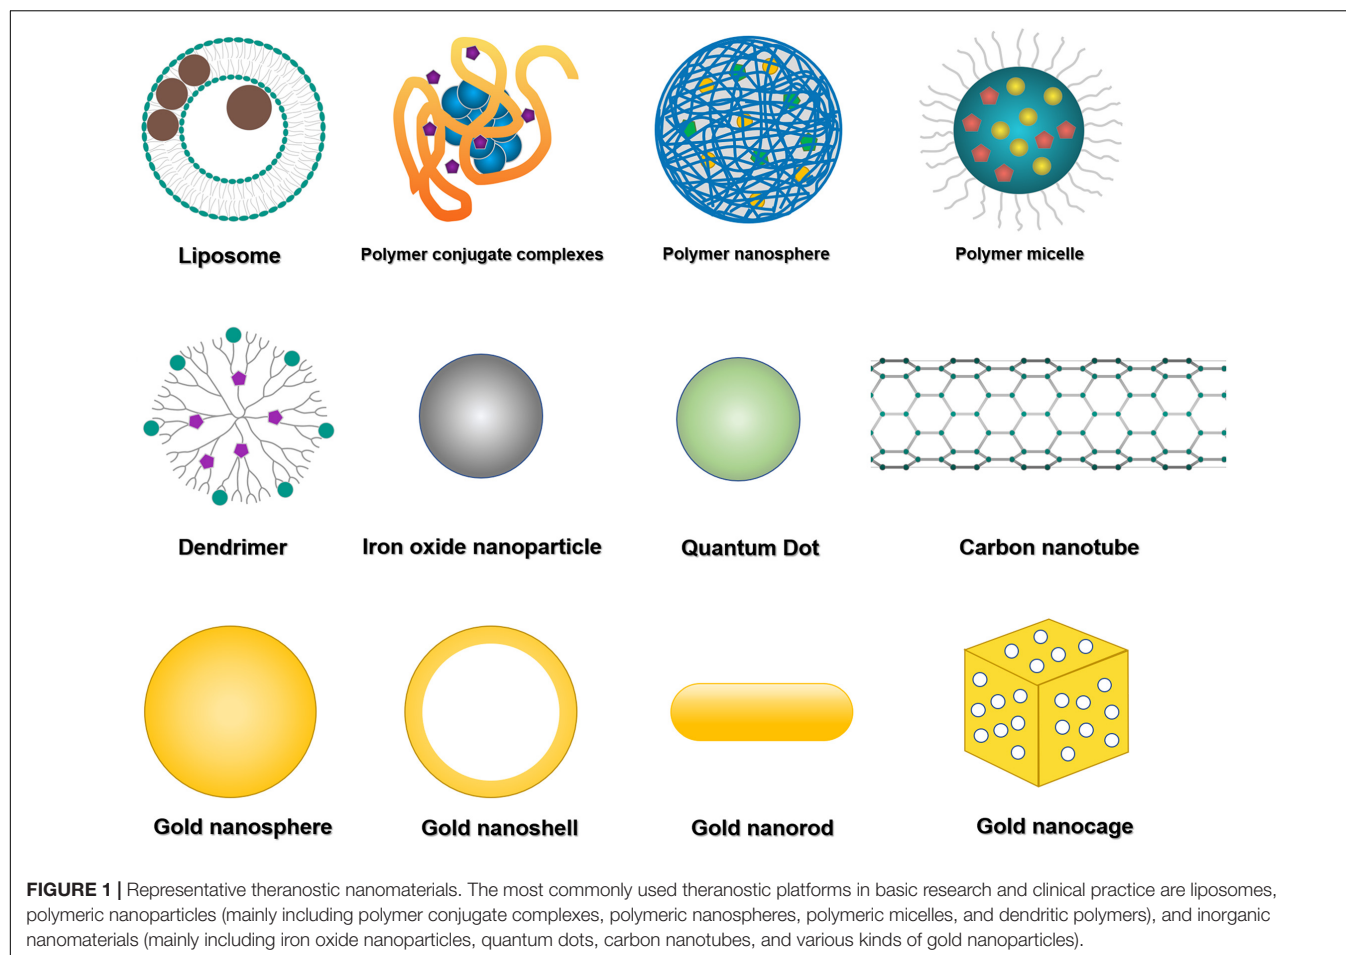 Liposome
Polymer conjugate complexes
Polymer nanosphere
Polymer micelle
Dendrimer
Iron oxide nanoparticle
Quantum Dot
Carbon nanotube
Gold nanosphere
Gold nanoshell
Gold nanorod
Gold nanocage
FIGURE 1 | Representative theranostic nanomaterials. The most commonly used theranostic platforms in basic research and clinical practice are liposomes,
polymeric nanoparticles (mainly including polymer conjugate complexes, polymeric nanospheres, polymeric micelles, and dendritic polymers), and inorganic
nanomaterials (mainly including iron oxide nanoparticles, quantum dots, carbon nanotubes, and various kinds of gold nanoparticles).